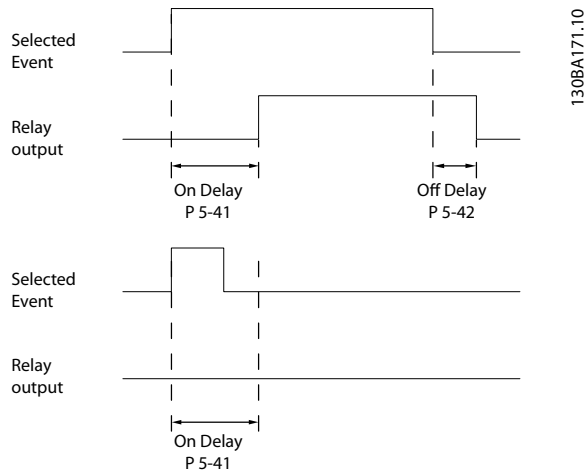 Selected
Event
Relay
output
On Delay
P 5-41
Off Delay
P 5-42
Selected
Event
Relay
output
On Delay
P 5-41
130BA171.10